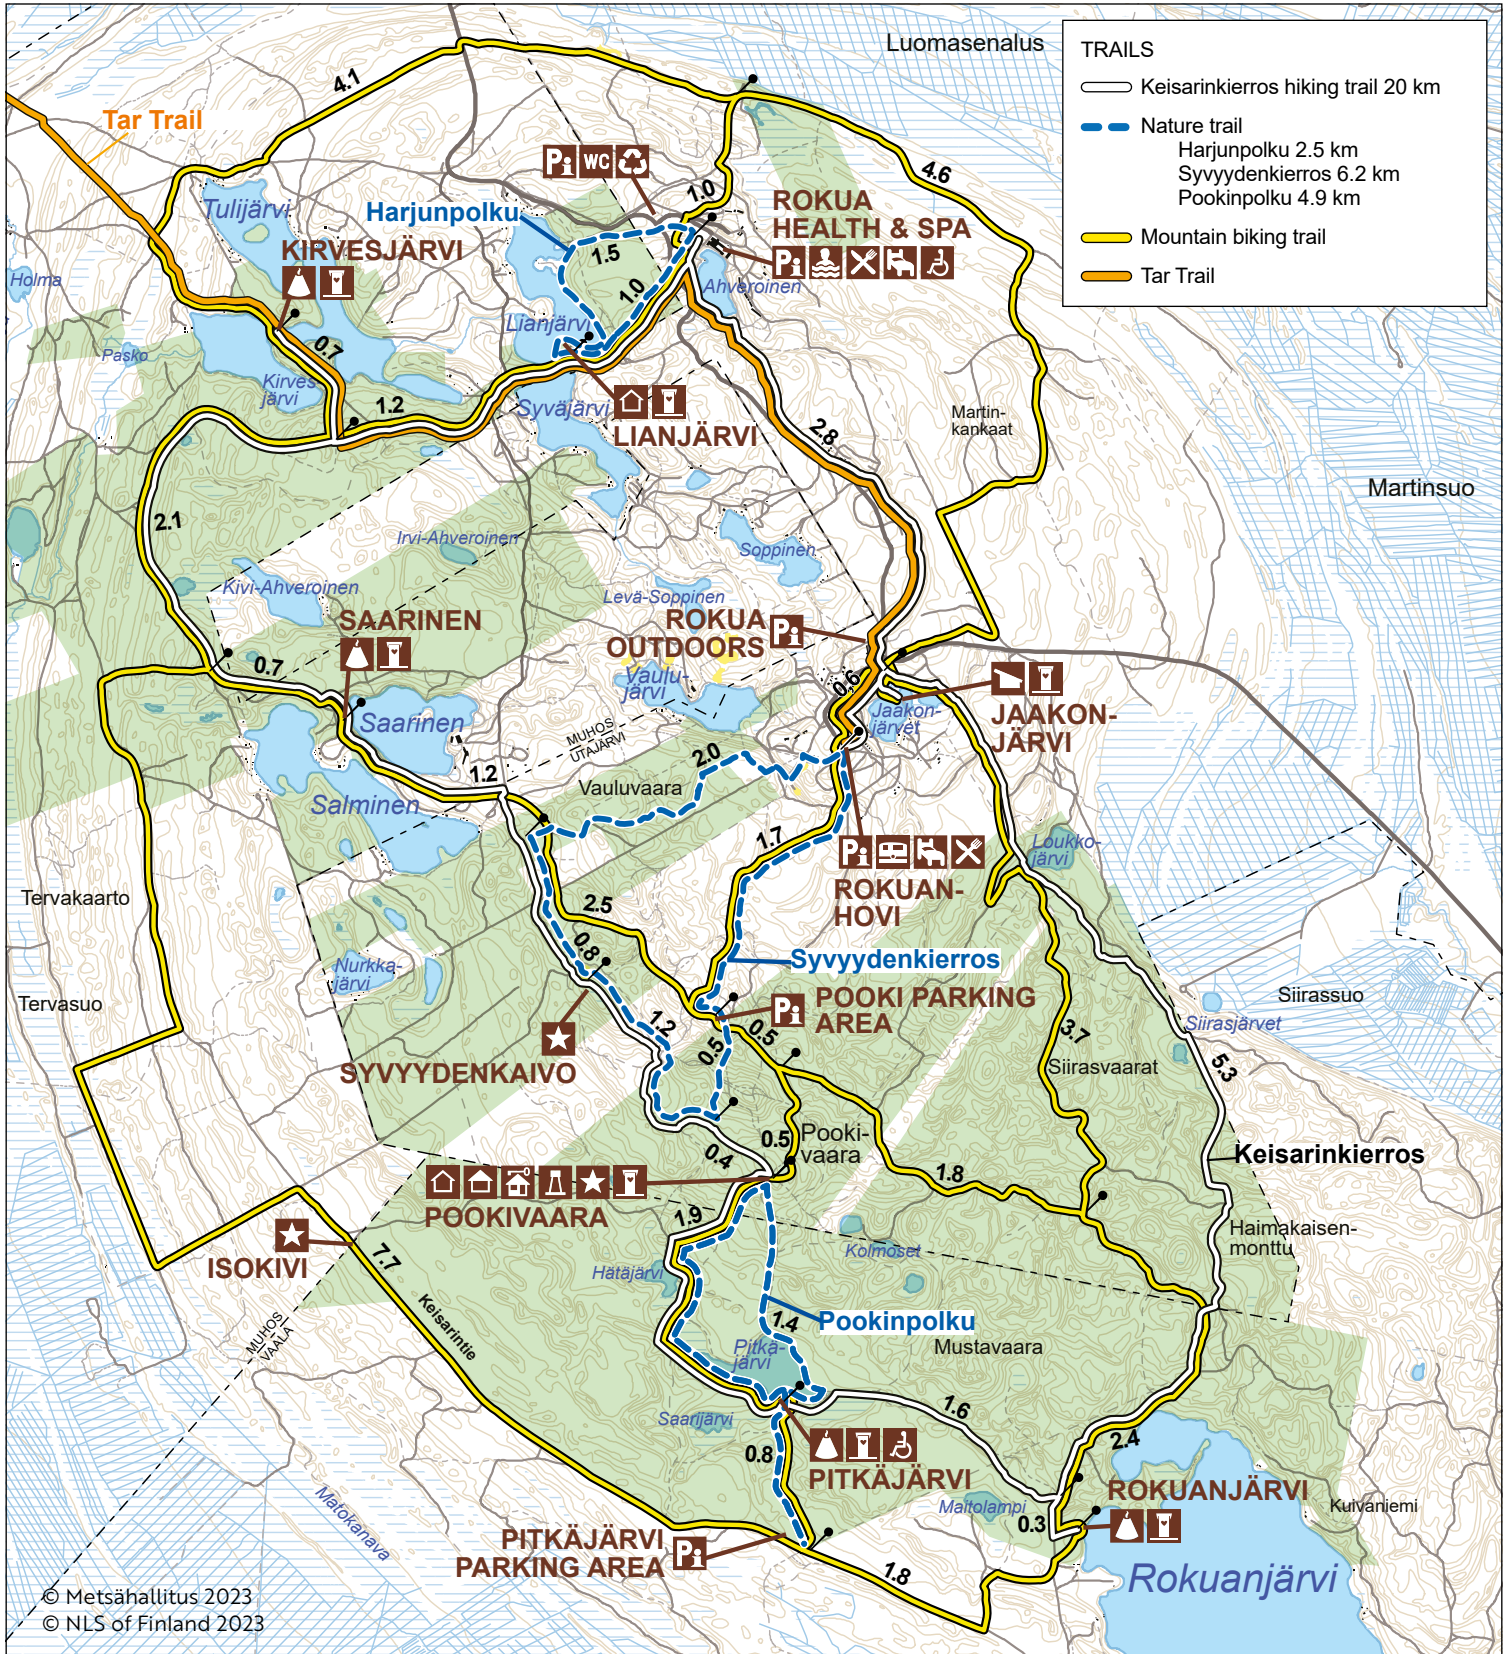 Luomasenalus
TRAILS
Keisarinkierros hiking trail 20 km
Nature trail
Harjunpolku 2.5 km
Syvyydenkierros 6.2 km
Pookinpolku 4.9 km
Mountain biking trail
Tar Trail
4.1
Tar Trail
Pi WC
4.6
1.0
Tulijärvi
Harjunpolku
ROKUA
HEALTH & SPA
Pi
KIRVESJÄRVI
1.5
Holma
1.0
Ahveroinen
Lianjärvi
0.7
Pasko
Kirves-
järvi
1.2
Syväjärvi
LIANJÄRVI
Martin-
kankaat
2.8
Martinsuo
2.1
Irvi-Ahveroinen
Soppinen
Kivi-Ahveroinen
Levä-Soppinen
SAARINEN
ROKUA
OUTDOORS
Pi
0.7
Vaulu-
järvi
0.6
Jaakon-
järvet
JAAKON-
JÄRVI
Saarinen
MUHOS
UTAJÄRVI
2.0
1.2
Vauluvaara
Salminen
1.7
Loukko-
järvi
Pi
ROKUAN-
HOVI
Tervakaarto
2.5
0.8
Nurkka-
järvi
Syvyydenkierros
Tervasuo
Pi
POOKI PARKING
AREA
Siirassuo
Siirasjärvet
1.2
0.5
0.5
3.7
SYVYYDENKAIVO
Siirasvaarat
5.3
0.5
Pooki-
vaara
0.4
Keisarinkierros
1.8
POOKIVAARA
1.9
Haimakaisen-
monttu
ISOKIVI
7.7
Kolmoset
Hätäjärvi
Keisarintie
MUHOS
VAALA
1.4
Pookinpolku
Mustavaara
Pitkä-
järvi
Saarijärvi
1.6
0.8
2.4
PITKÄJÄRVI
ROKUANJÄRVI
Maitolampi
Kuivaniemi
Matokanava
0.3
PITKÄJÄRVI
PARKING AREA
Pi
1.8
Rokuanjärvi
© Metsähallitus 2023
© NLS of Finland 2023